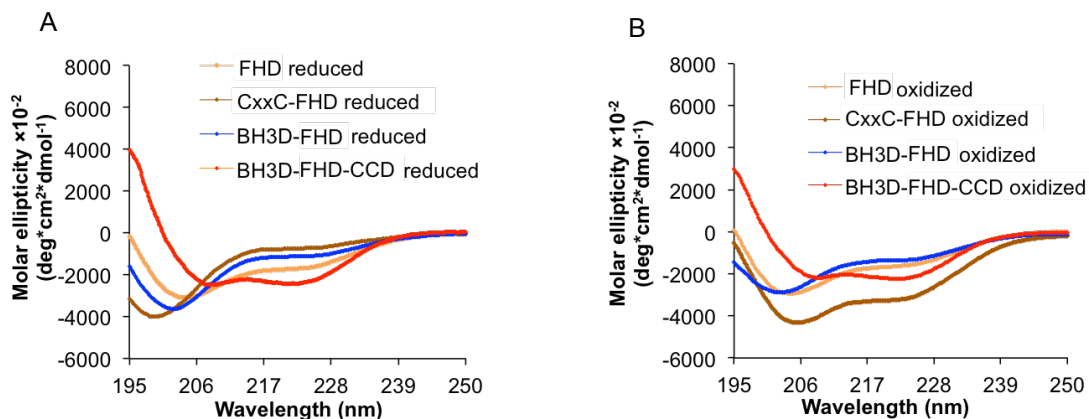 A
Molar ellipticity ×10⁻²
(deg*cm²*dmol⁻¹)
8000
6000
4000
2000
0
-2000
-4000
-6000
FHD reduced
CxxC-FHD reduced
BH3D-FHD reduced
BH3D-FHD-CCD reduced
195
206
217
228
239
250
Wavelength (nm)
B
Molar ellipticity ×10⁻²
(deg*cm²*dmol⁻¹)
8000
6000
4000
2000
0
-2000
-4000
-6000
FHD oxidized
CxxC-FHD oxidized
BH3D-FHD oxidized
BH3D-FHD-CCD oxidized
195
206
217
228
239
250
Wavelength (nm)